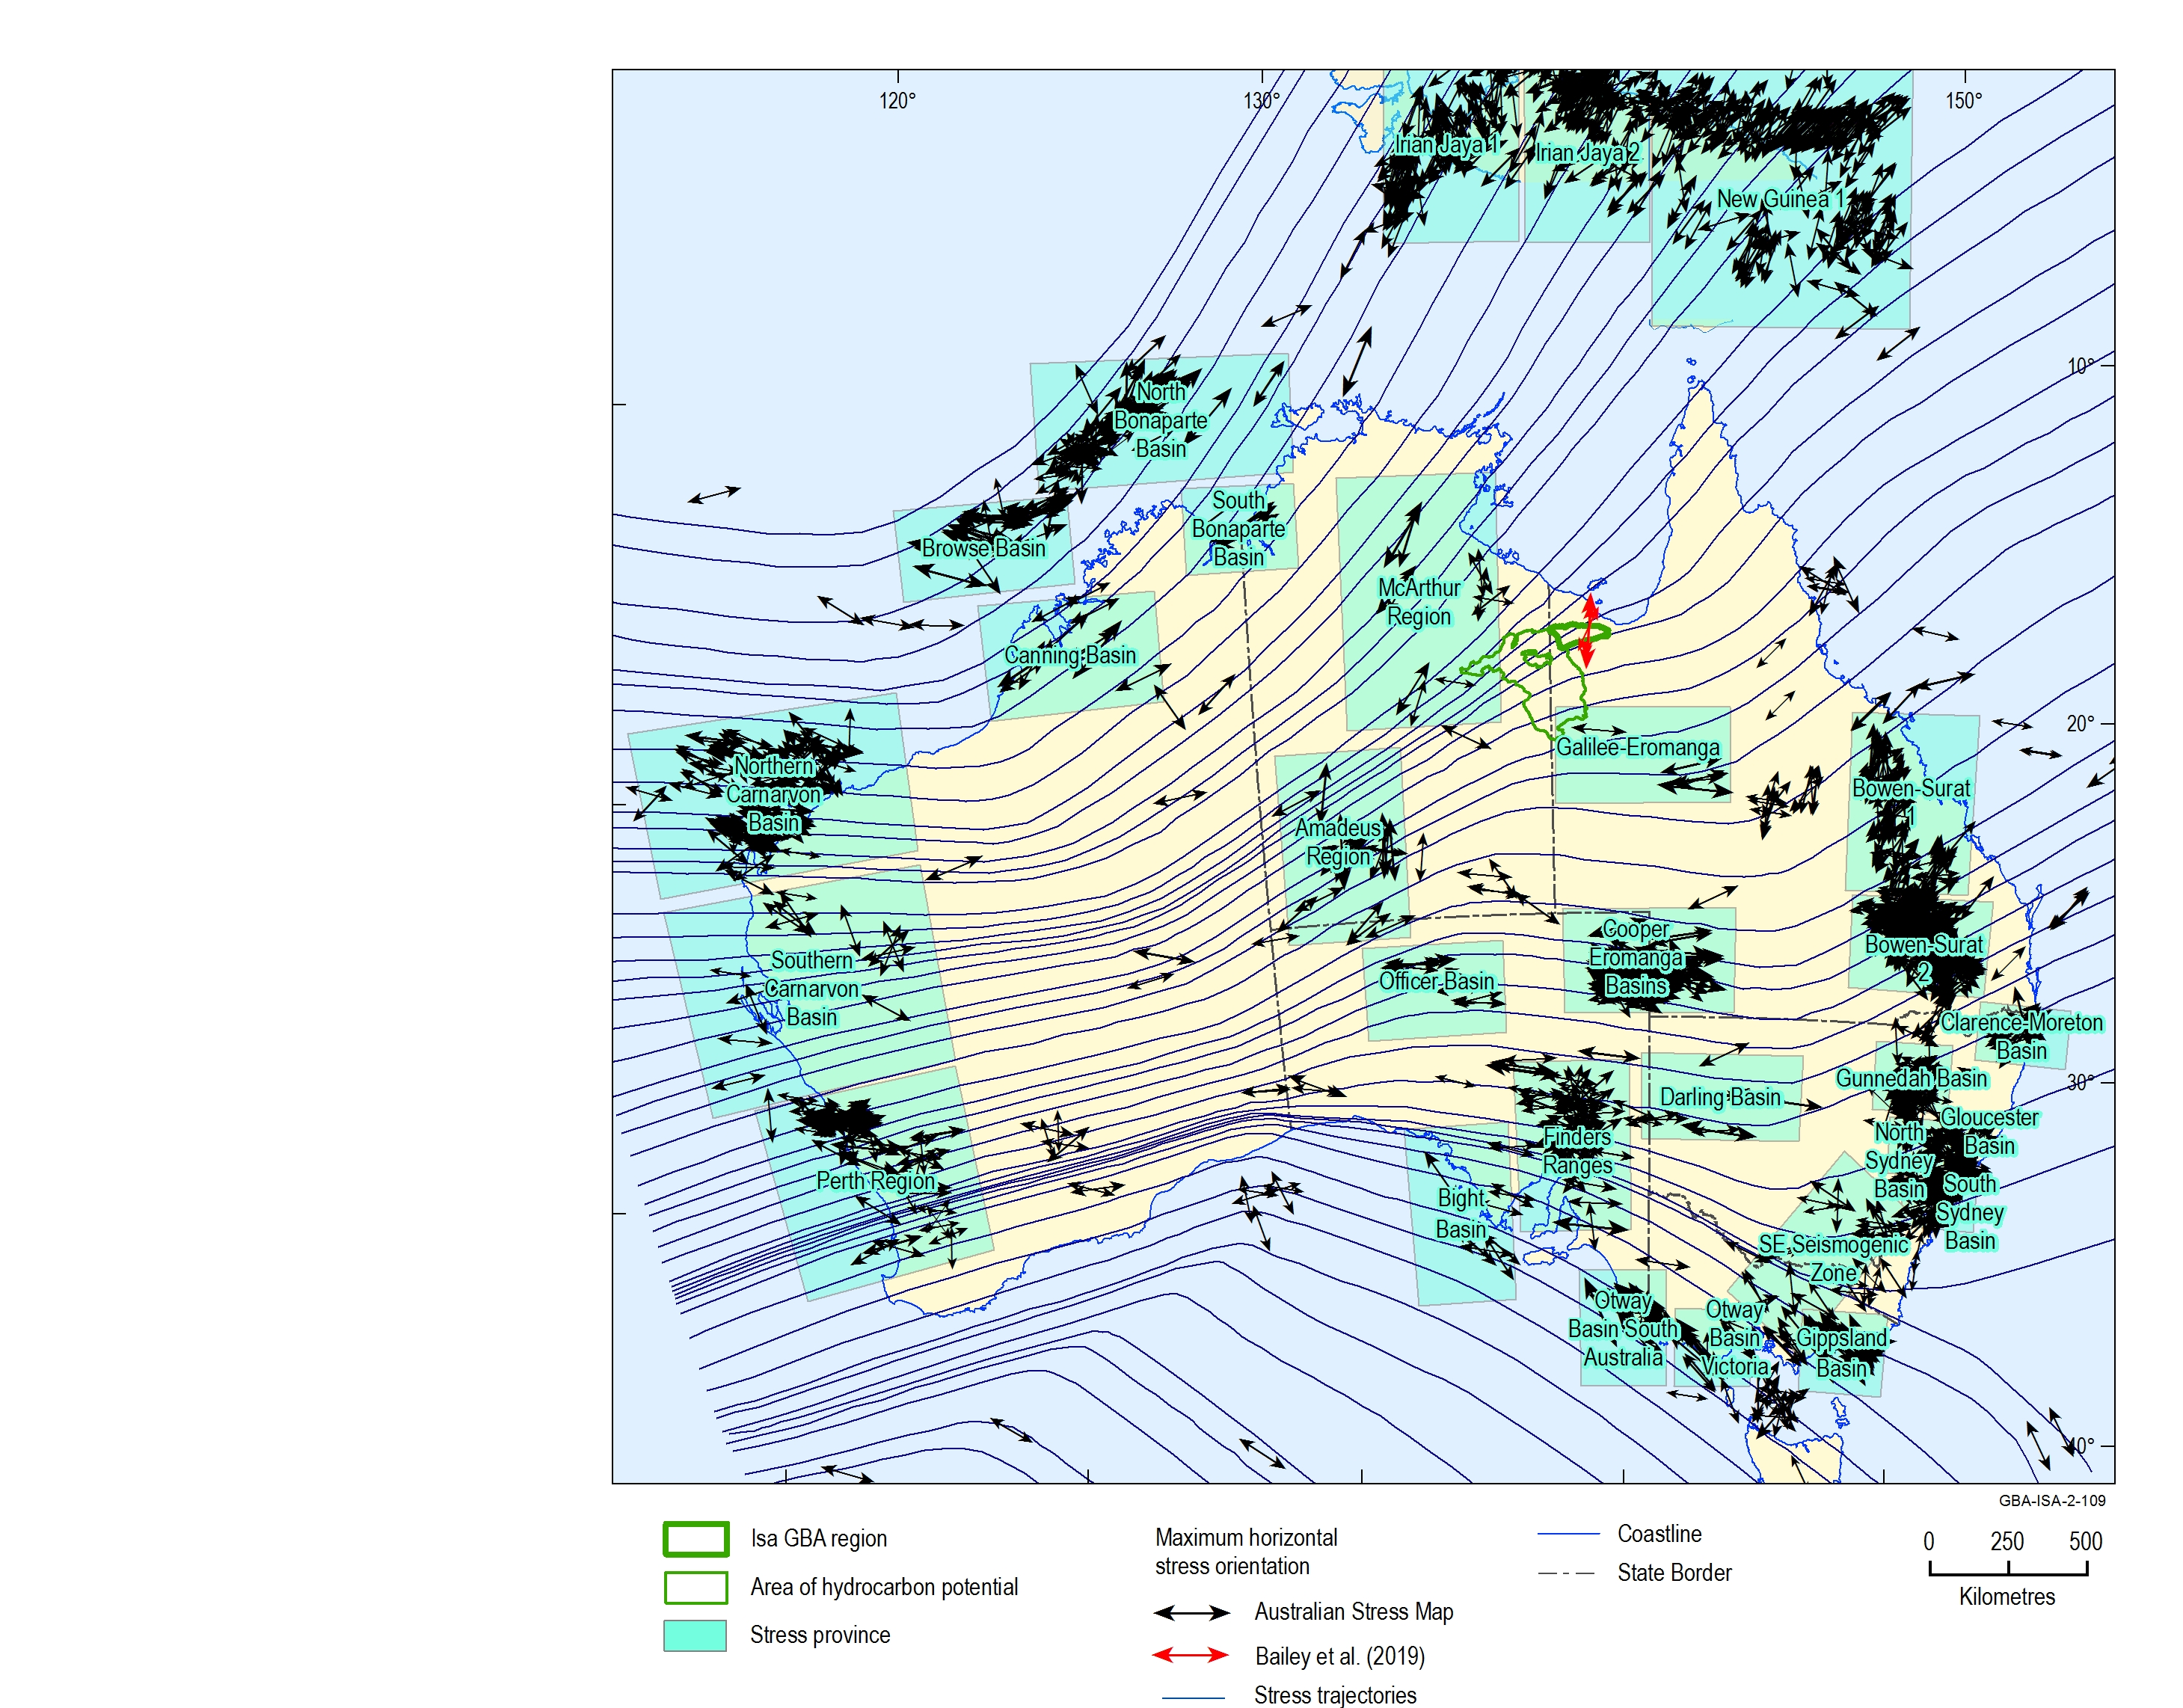 120°
130°
150°
Irian Jaya 1
Irian Jaya 2
New Guinea 1
10°
North
Bonaparte
Basin
South
Bonaparte
Basin
Browse Basin
McArthur
Region
Canning Basin
20°
Galilee-Eromanga
Northern
Carnarvon
Basin
Bowen-Surat
1
Amadeus
Region
Cooper
Eromanga
Basins
Bowen-Surat
2
Southern
Carnarvon
Basin
Officer Basin
Clarence-Moreton
Basin
30°
Gunnedah Basin
Darling Basin
Gloucester
Basin
Finders
Ranges
North
Sydney
Basin
Perth Region
South
Sydney
Basin
Bight
Basin
SE Seismogenic
Zone
Otway
Basin South
Australia
Otway
Basin
Victoria
Gippsland
Basin
40°
GBA-ISA-2-109
Isa GBA region
Area of hydrocarbon potential
Stress province
Maximum horizontal
stress orientation
Australian Stress Map
Bailey et al. (2019)
Stress trajectories
Coastline
State Border
0 250 500
Kilometres